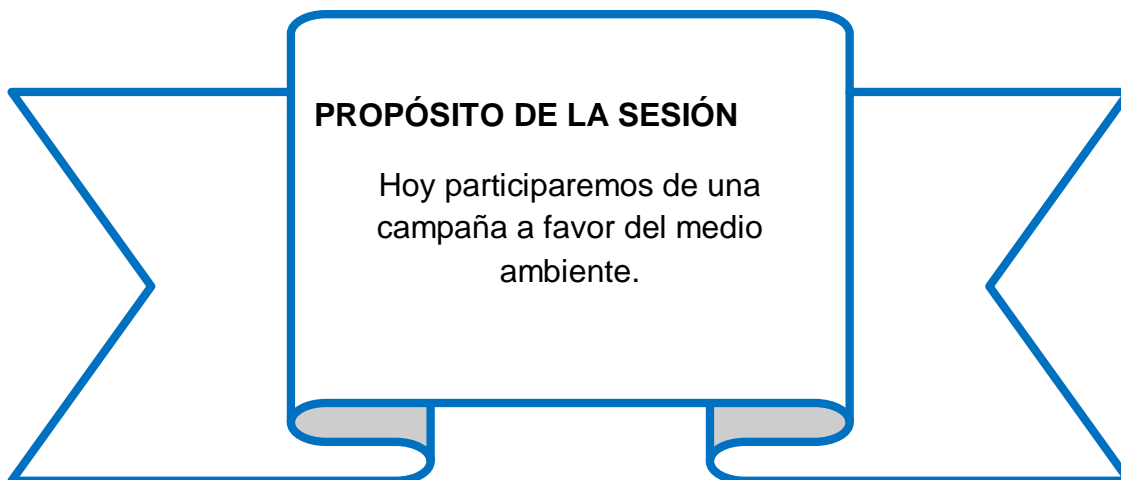 PROPÓSITO DE LA SESIÓN
Hoy participaremos de una
campaña a favor del medio
ambiente.